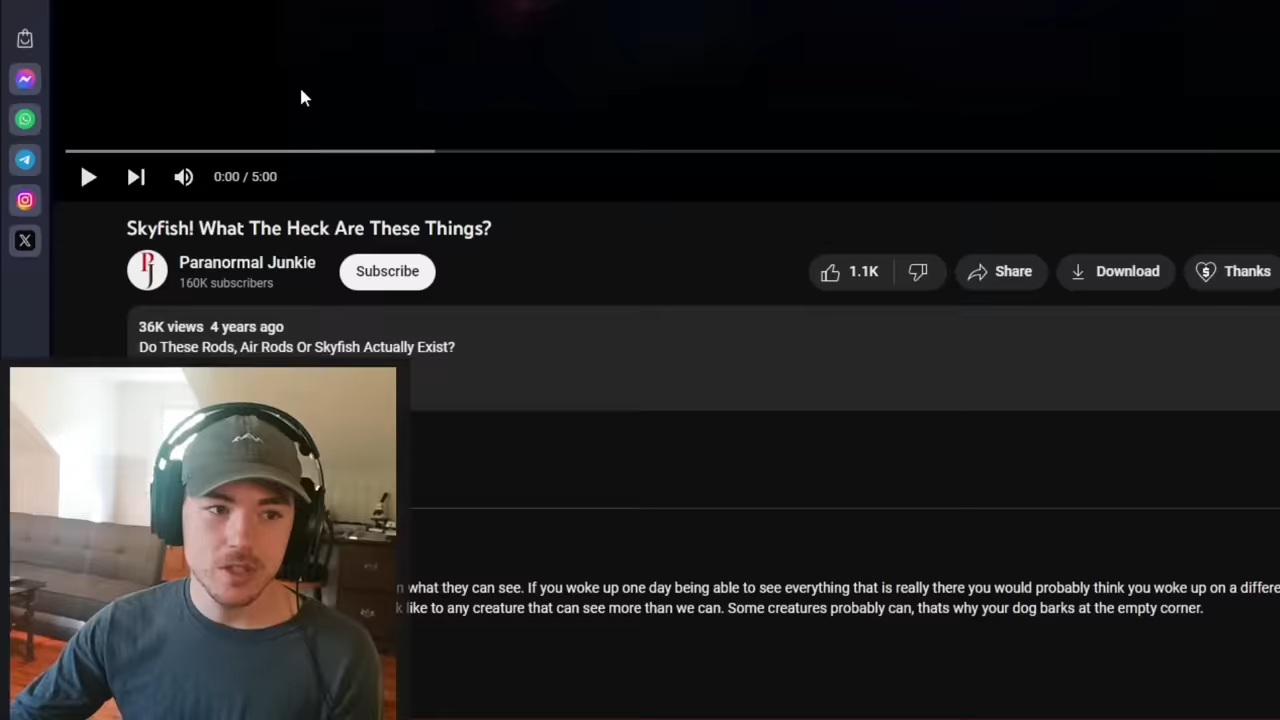 0:00 / 5:00
Skyfish! What The Heck Are These Things?
Paranormal Junkie
160K subscribers
Subscribe
1.1K
Share
Download
Thanks
36K views 4 years ago
Do These Rods, Air Rods Or Skyfish Actually Exist?
what they can see. If you woke up one day being able to see everything that is really there you would probably think you woke up on a
like to any creature that can see more than we can. Some creatures probably can, thats why your dog barks at the empty corner.